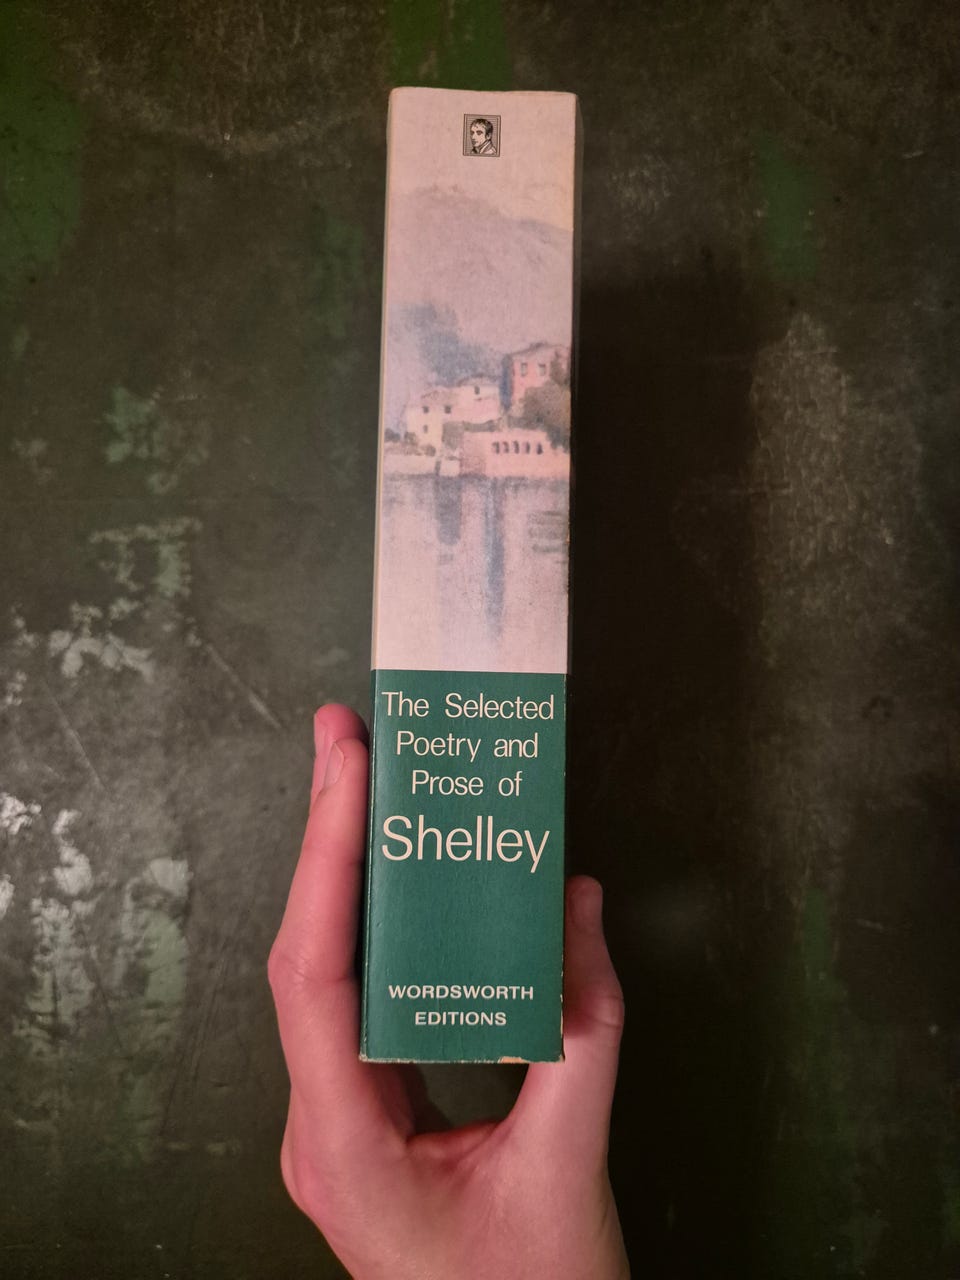 The Selected
Poetry and
Prose of
Shelley
WORDSWORTH
EDITIONS